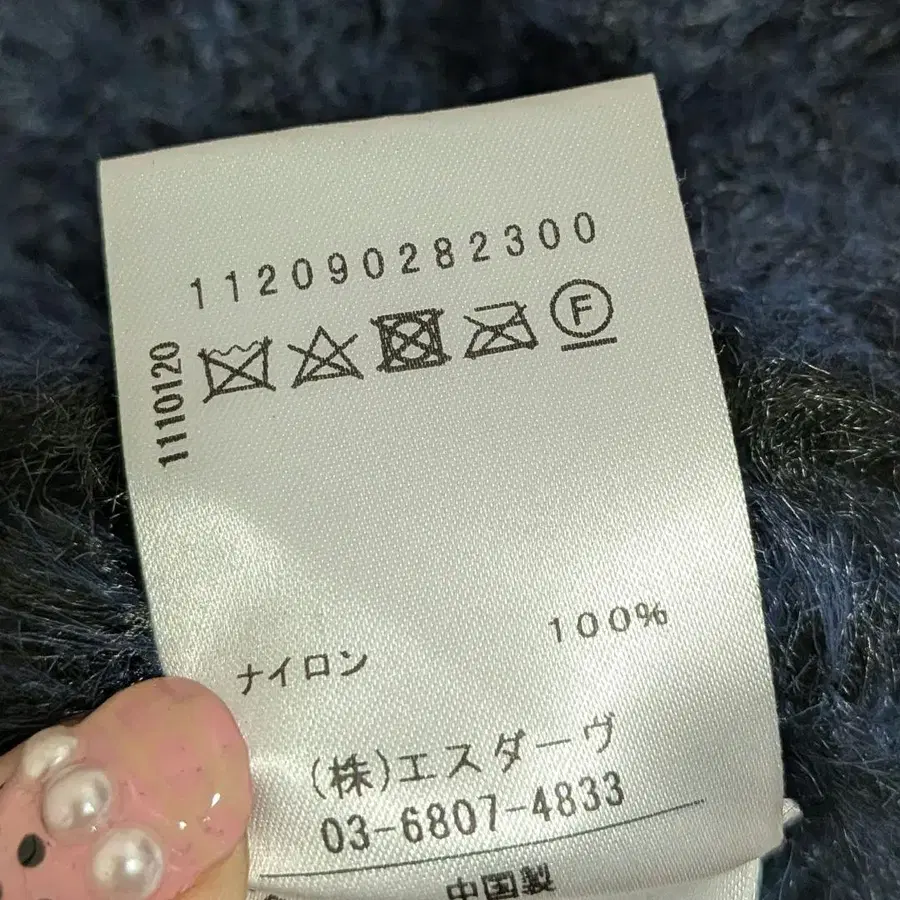 112090282300
1110120
F
ナイロン 100%
(株)エスダーヴ
03-6807-4833
中国製